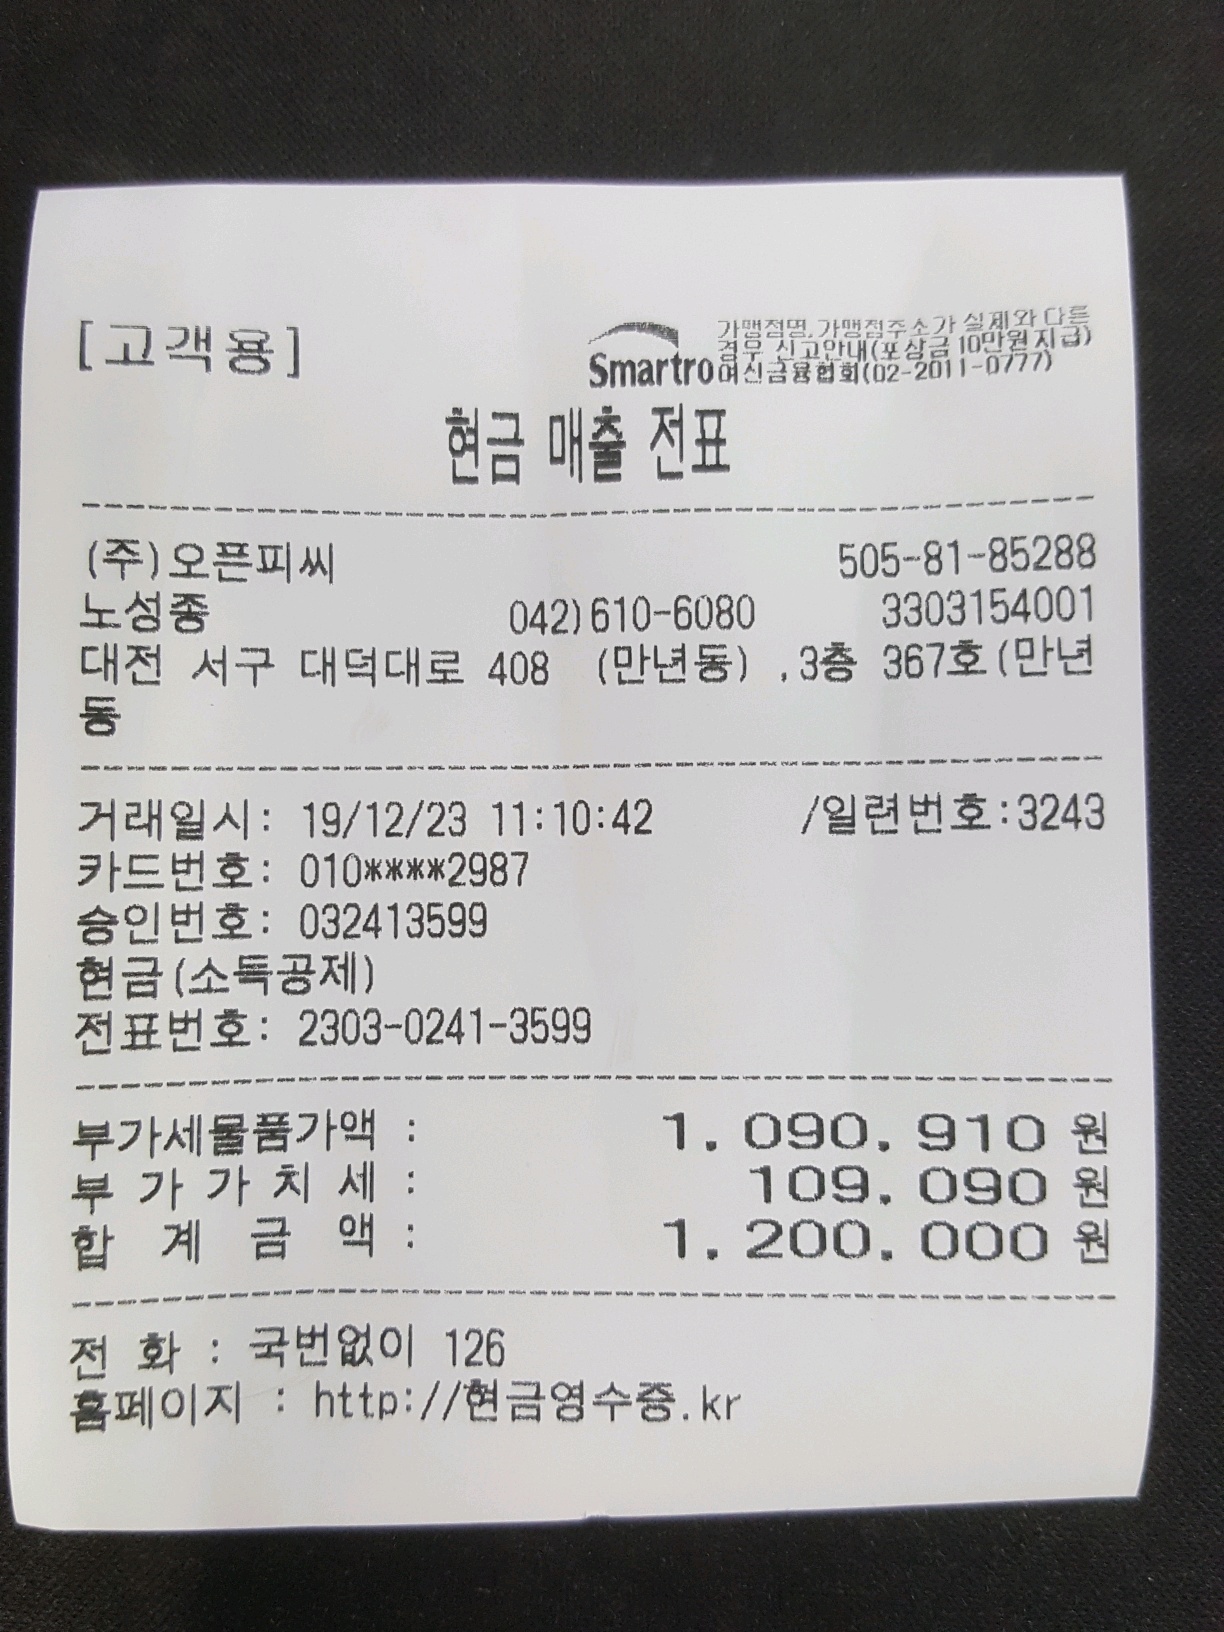 [고객용]
Smartro
가맹점명,가맹점주소가 실제와 다른
경우 신고안내(포상금10만원지급)
여신금융협회(02-2011-0777)
현금 매출 전표
(주)오픈피씨 505-81-85288
노성종 042)610-6080 3303154001
대전 서구 대덕대로 408 (만년동) ,3층 367호(만년
동
거래일시: 19/12/23 11:10:42 /일련번호:3243
카드번호: 010****2987
승인번호: 032413599
현금(소득공제)
전표번호: 2303-0241-3599
부가세물품가액 : 1.090.910 원
부 가 가 치 세 : 109.090 원
합 계 금 액 : 1.200.000 원
전 화 : 국번없이 126
홈페이지 : http://현금영수증.kr